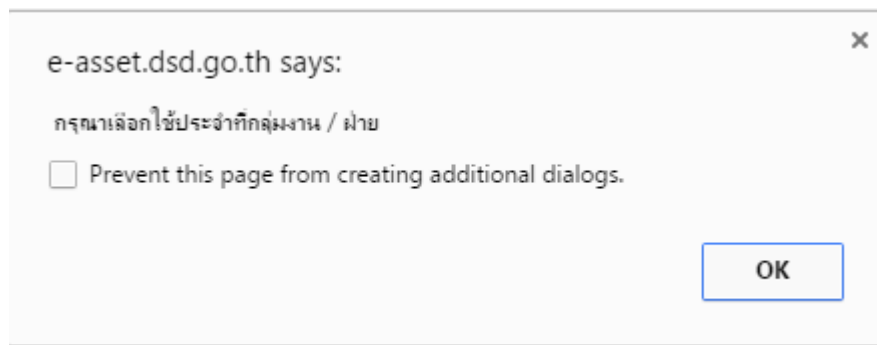 e-asset.dsd.go.th says:
กรุณาเลือกใช้ประจำที่กลุ่มงาน / ฝ่าย
Prevent this page from creating additional dialogs.
OK